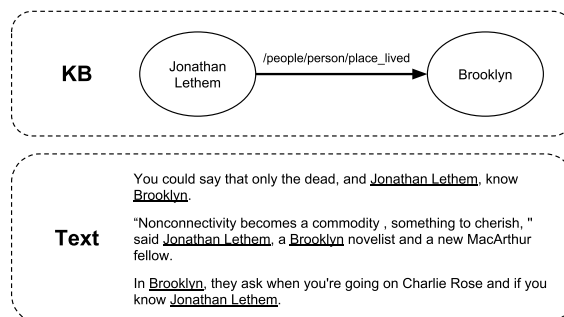 KB
Jonathan
Lethem
/people/person/place_lived
Brooklyn
Text
You could say that only the dead, and Jonathan Lethem, know
Brooklyn.
“Nonconnectivity becomes a commodity , something to cherish, "
said Jonathan Lethem, a Brooklyn novelist and a new MacArthur
fellow.
In Brooklyn, they ask when you're going on Charlie Rose and if you
know Jonathan Lethem.